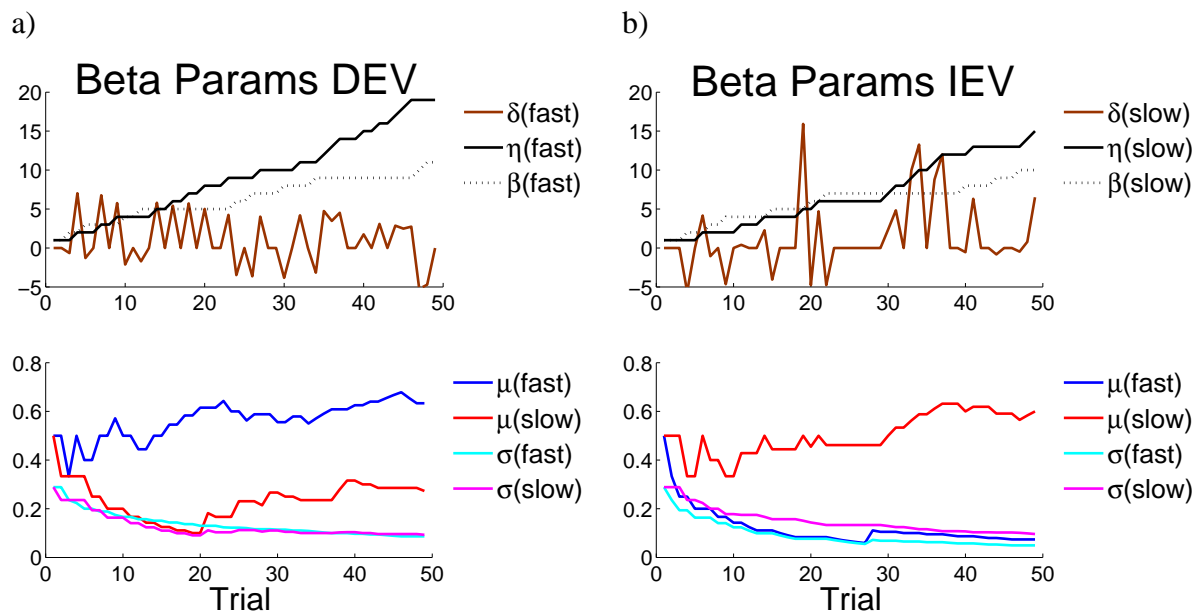 a)
Beta Params DEV
20
15
10
5
0
−5
0 10 20 30 40 50
δ(fast)
η(fast)
β(fast)
0.8
0.6
0.4
0.2
0
0 10 20 30 40 50
Trial
μ(fast)
μ(slow)
σ(fast)
σ(slow)
b)
Beta Params IEV
20
15
10
5
0
−5
0 10 20 30 40 50
δ(slow)
η(slow)
β(slow)
0.8
0.6
0.4
0.2
0
0 10 20 30 40 50
Trial
μ(fast)
μ(slow)
σ(fast)
σ(slow)